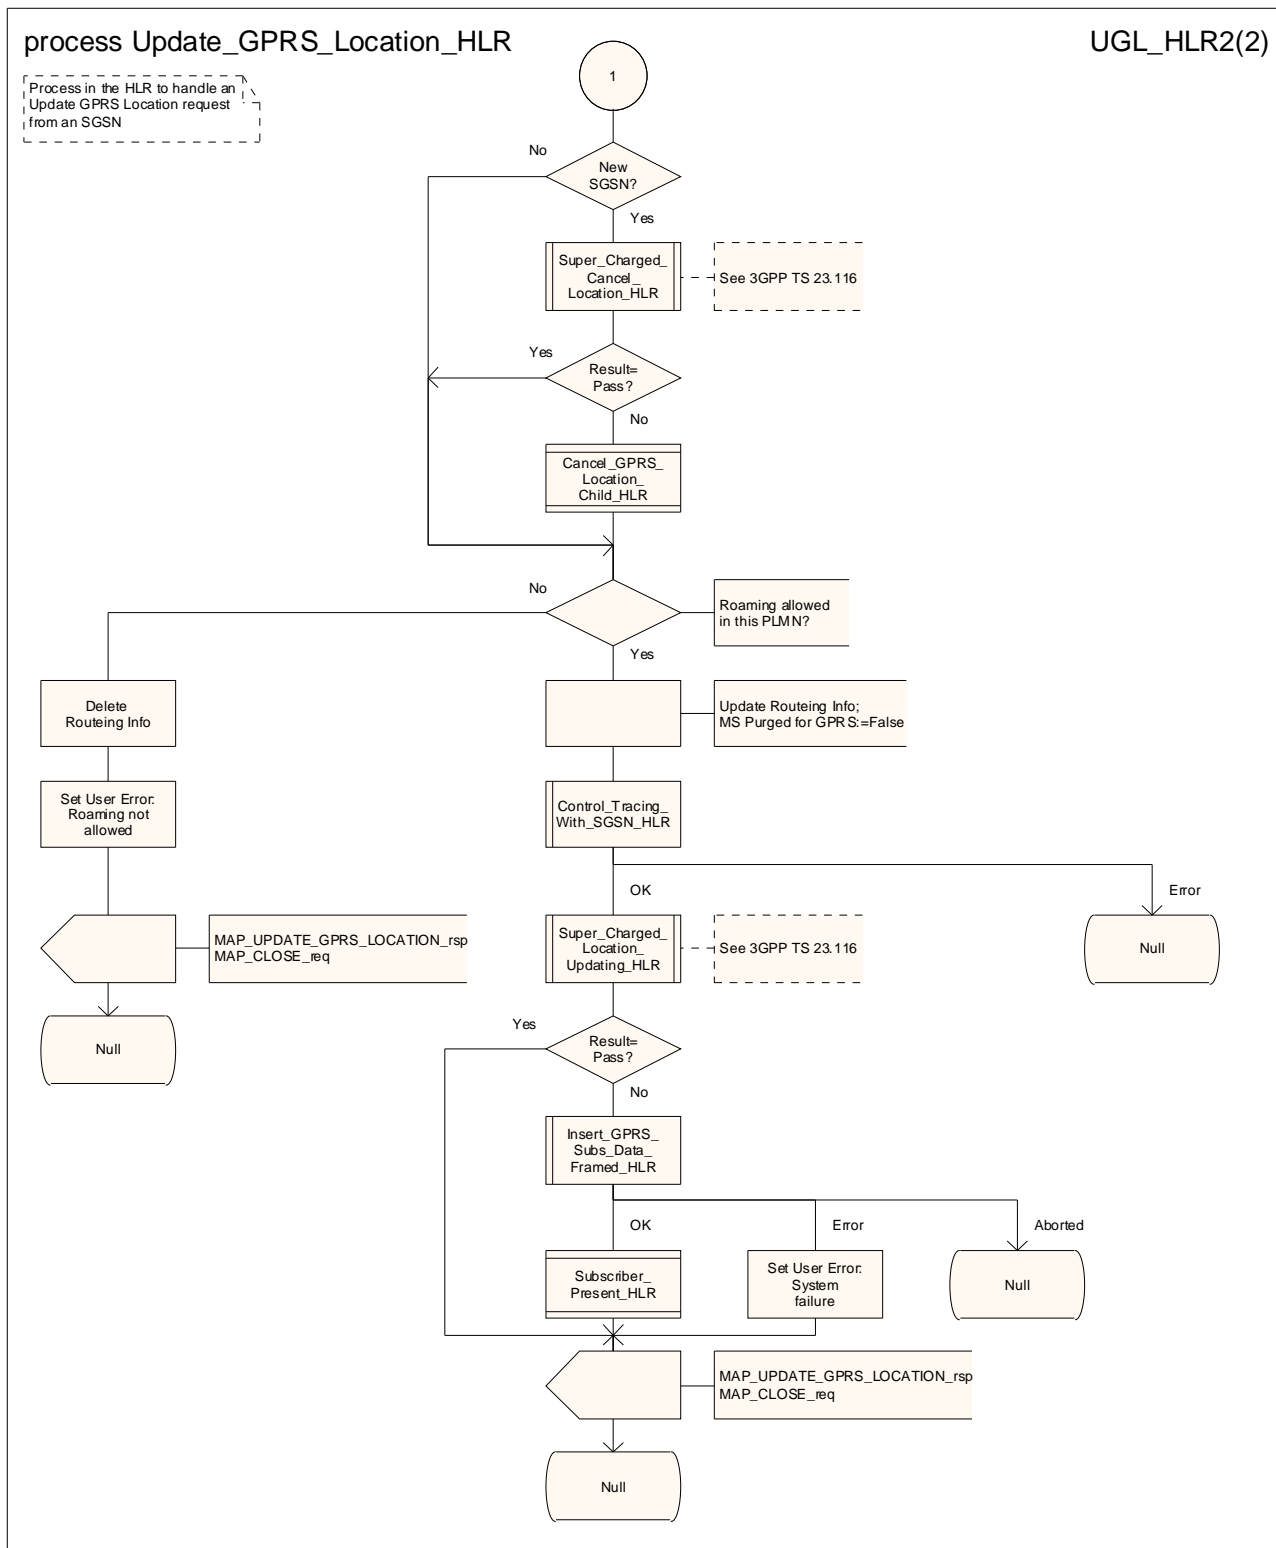 process Update_GPRS_Location_HLR
UGL_HLR2(2)
Process in the HLR to handle an
Update GPRS Location request
from an SGSN
1
No
New
SGSN?
Yes
Super_Charged_
Cancel_
Location_HLR
See 3GPP TS 23.116
Yes
Result=
Pass?
No
Cancel_GPRS_
Location_
Child_HLR
No
Roaming allowed
in this PLMN?
Yes
Delete
Routeing Info
Update Routeing Info;
MS Purged for GPRS:=False
Set User Error:
Roaming not
allowed
Control_Tracing_
With_SGSN_HLR
OK
Error
MAP_UPDATE_GPRS_LOCATION_rsp
MAP_CLOSE_req
Super_Charged_
Location_
Updating_HLR
See 3GPP TS 23.116
Null
Null
Yes
Result=
Pass?
No
Insert_GPRS_
Subs_Data_
Framed_HLR
OK
Error
Aborted
Subscriber_
Present_HLR
Set User Error:
System
failure
Null
MAP_UPDATE_GPRS_LOCATION_rsp
MAP_CLOSE_req
Null